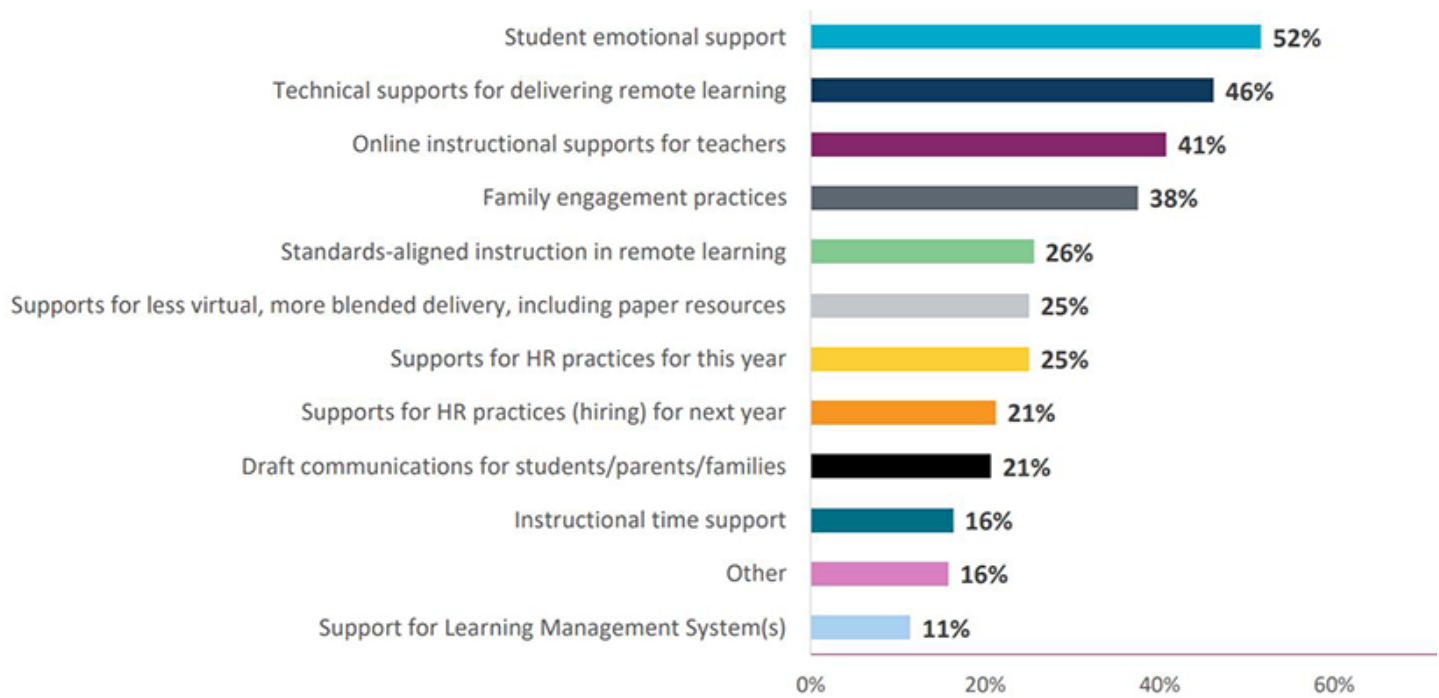 Student emotional support 52%
Technical supports for delivering remote learning 46%
Online instructional supports for teachers 41%
Family engagement practices 38%
Standards-aligned instruction in remote learning 26%
Supports for less virtual, more blended delivery, including paper resources 25%
Supports for HR practices for this year 25%
Supports for HR practices (hiring) for next year 21%
Draft communications for students/parents/families 21%
Instructional time support 16%
Other 16%
Support for Learning Management System(s) 11%
0% 20% 40% 60%